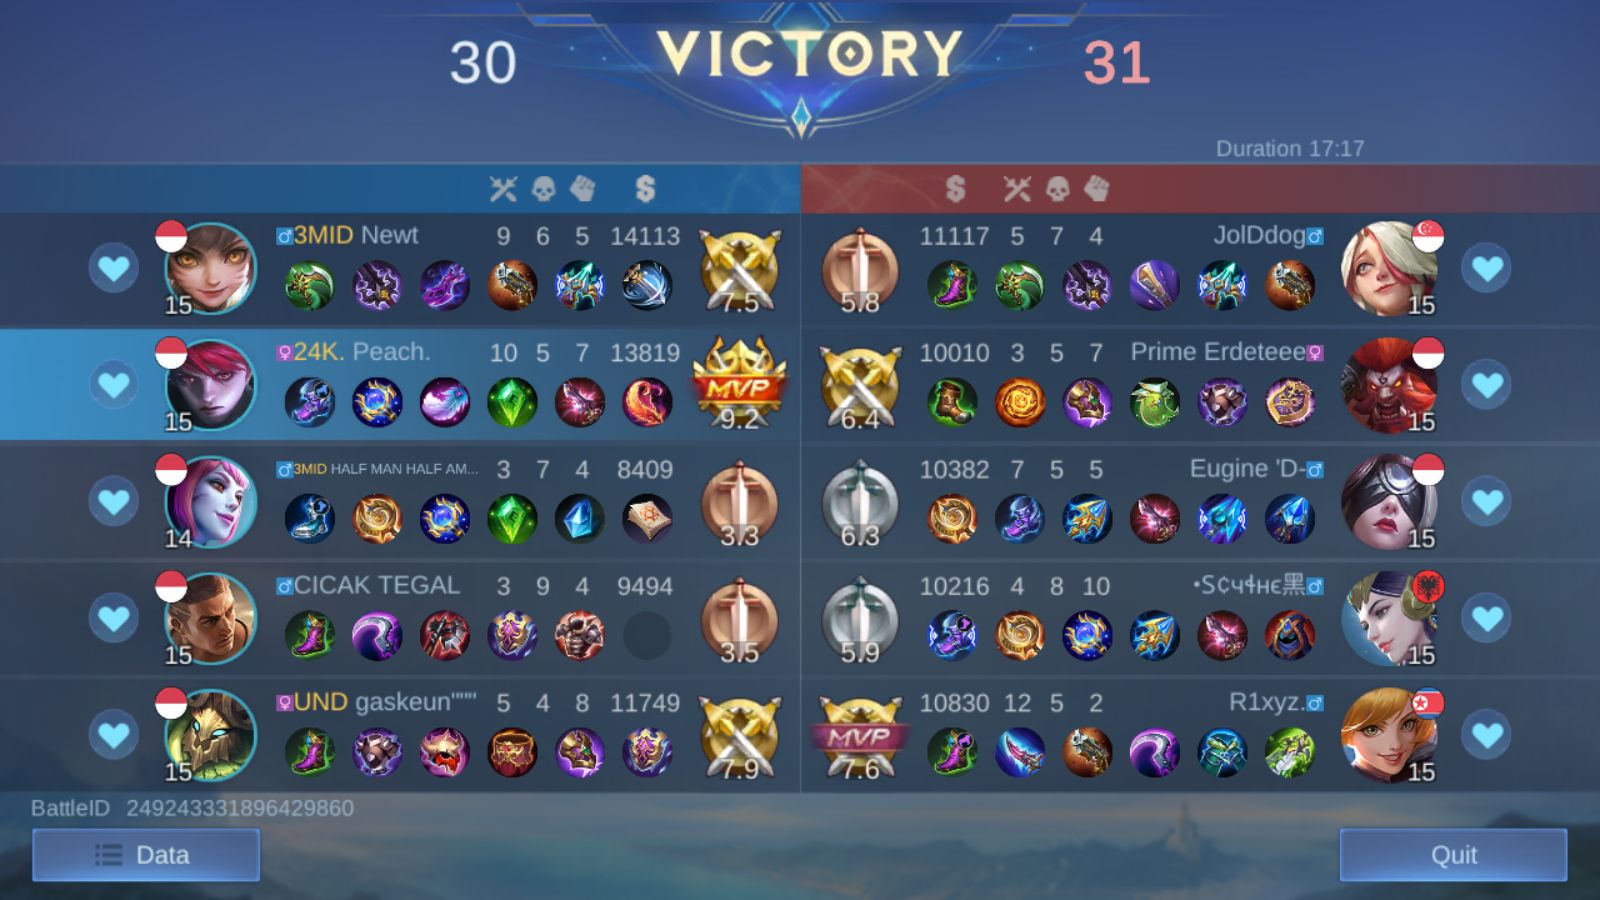 30 VICTORY 31
Duration 17:17
3MID Newt 9 6 5 14113 7.5 15
5.8 11117 5 7 4 JolDdog 15
24K. Peach. 10 5 7 13819 MVP 9.2 15
6.4 10010 3 5 7 Prime Erdeteee 15
3MID HALF MAN HALF AM... 3 7 4 8409 3.3 14
6.3 10382 7 5 5 Eugine 'D- 15
CICAK TEGAL 3 9 4 9494 3.5 15
5.9 10216 4 8 10 15
UND gaskeun"""" 5 4 8 11749 7.9 15
MVP 7.6 10830 12 5 2 R1xyz. 15
BattleID 249243331896429860
Data
Quit